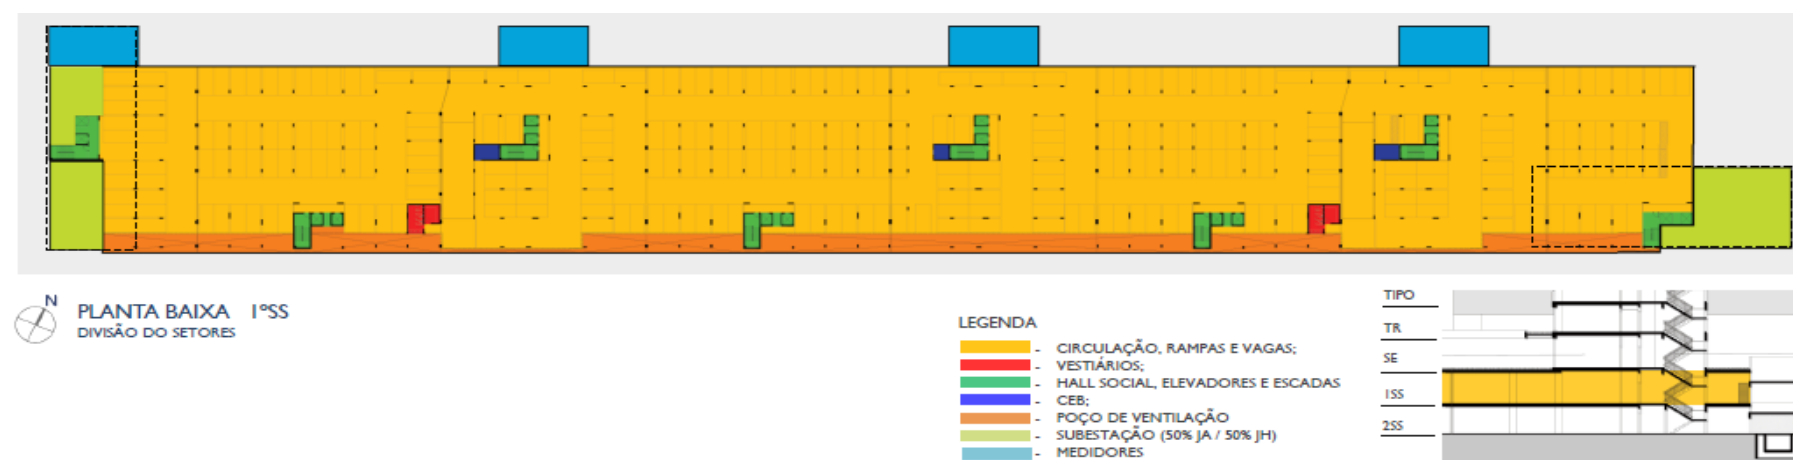 N
PLANTA BAIXA 1ºSS
DIVISÃO DO SETORES
LEGENDA
- CIRCULAÇÃO, RAMPAS E VAGAS;
- VESTIÁRIOS;
- HALL SOCIAL, ELEVADORES E ESCADAS
- CEB;
- POÇO DE VENTILAÇÃO
- SUBESTAÇÃO (50% JA / 50% JH)
- MEDIDORES
TIPO
TR
SE
1SS
2SS